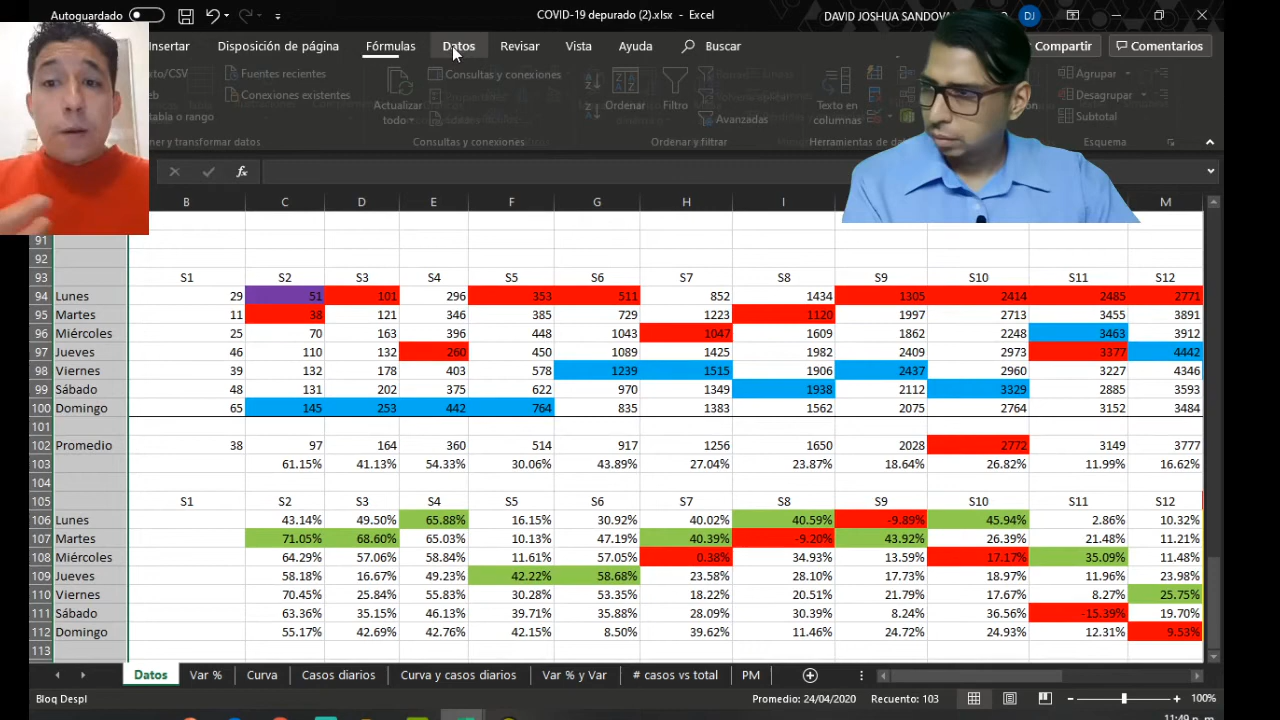 Autoguardado
COVID-19 depurado (2).xlsx - Excel
DAVID JOSHUA SANDOVA
DJ
Insertar Disposición de página Fórmulas Datos Revisar Vista Ayuda Buscar Compartir Comentarios
xto/CSV Fuentes recientes Consultas y conexiones Agrupar
eb Conexiones existentes Actualizar todo Ordenar Filtro Texto en columnas Desagrupar
tabla o rango Avanzadas Subtotal
ner y transformar datos Consultas y conexiones Ordenar y filtrar Herramientas de da Esquema
fx
B C D E F G H I J K L M
91
92
93 S1 S2 S3 S4 S5 S6 S7 S8 S9 S10 S11 S12
94 Lunes 29 51 101 296 353 511 852 1434 1305 2414 2485 2771
95 Martes 11 38 121 346 385 729 1223 1120 1997 2713 3455 3891
96 Miércoles 25 70 163 396 448 1043 1047 1609 1862 2248 3463 3912
97 Jueves 46 110 132 260 450 1089 1425 1982 2409 2973 3377 4442
98 Viernes 39 132 178 403 578 1239 1515 1906 2437 2960 3227 4346
99 Sábado 48 131 202 375 622 970 1349 1938 2112 3329 2885 3593
100 Domingo 65 145 253 442 764 835 1383 1562 2075 2764 3152 3484
101
102 Promedio 38 97 164 360 514 917 1256 1650 2028 2772 3149 3777
103 61.15% 41.13% 54.33% 30.06% 43.89% 27.04% 23.87% 18.64% 26.82% 11.99% 16.62%
104
105 S1 S2 S3 S4 S5 S6 S7 S8 S9 S10 S11 S12
106 Lunes 43.14% 49.50% 65.88% 16.15% 30.92% 40.02% 40.59% -9.89% 45.94% 2.86% 10.32%
107 Martes 71.05% 68.60% 65.03% 10.13% 47.19% 40.39% -9.20% 43.92% 26.39% 21.48% 11.21%
108 Miércoles 64.29% 57.06% 58.84% 11.61% 57.05% 0.38% 34.93% 13.59% 17.17% 35.09% 11.48%
109 Jueves 58.18% 16.67% 49.23% 42.22% 58.68% 23.58% 28.10% 17.73% 18.97% 11.96% 23.98%
110 Viernes 70.45% 25.84% 55.83% 30.28% 53.35% 18.22% 20.51% 21.79% 17.67% 8.27% 25.75%
111 Sábado 63.36% 35.15% 46.13% 39.71% 35.88% 28.09% 30.39% 8.24% 36.56% -15.39% 19.70%
112 Domingo 55.17% 42.69% 42.76% 42.15% 8.50% 39.62% 11.46% 24.72% 24.93% 12.31% 9.53%
113
Datos Var % Curva Casos diarios Curva y casos diarios Var % y Var # casos vs total PM
Bloq Despl Promedio: 24/04/2020 Recuento: 103 100%